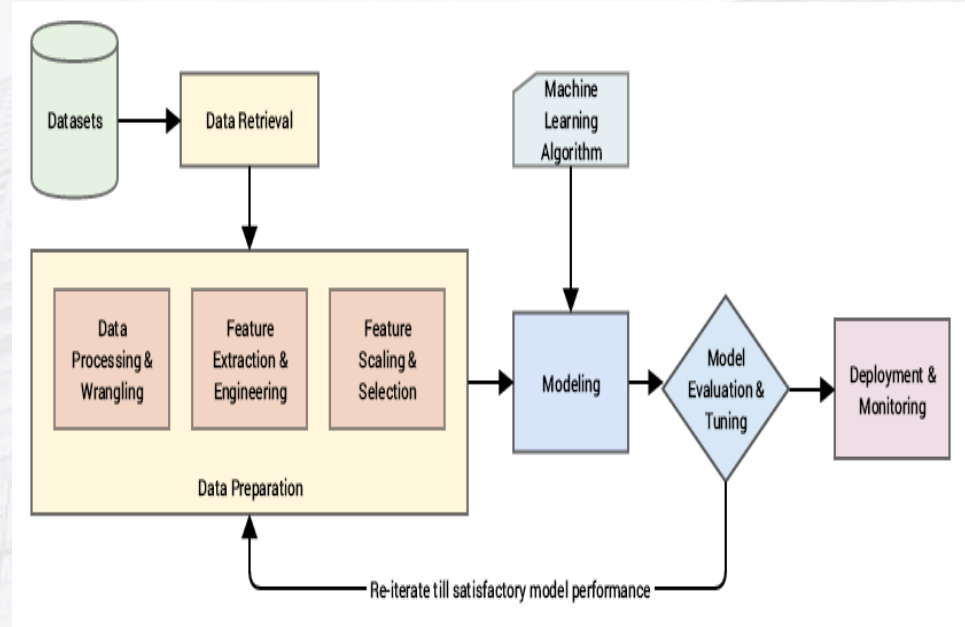 Datasets
Data Retrieval
Machine
Learning
Algorithm
Data
Processing &
Wrangling
Feature
Extraction &
Engineering
Feature
Scaling &
Selection
Data Preparation
Modeling
Model
Evaluation &
Tuning
Deployment &
Monitoring
Re-iterate till satisfactory model performance